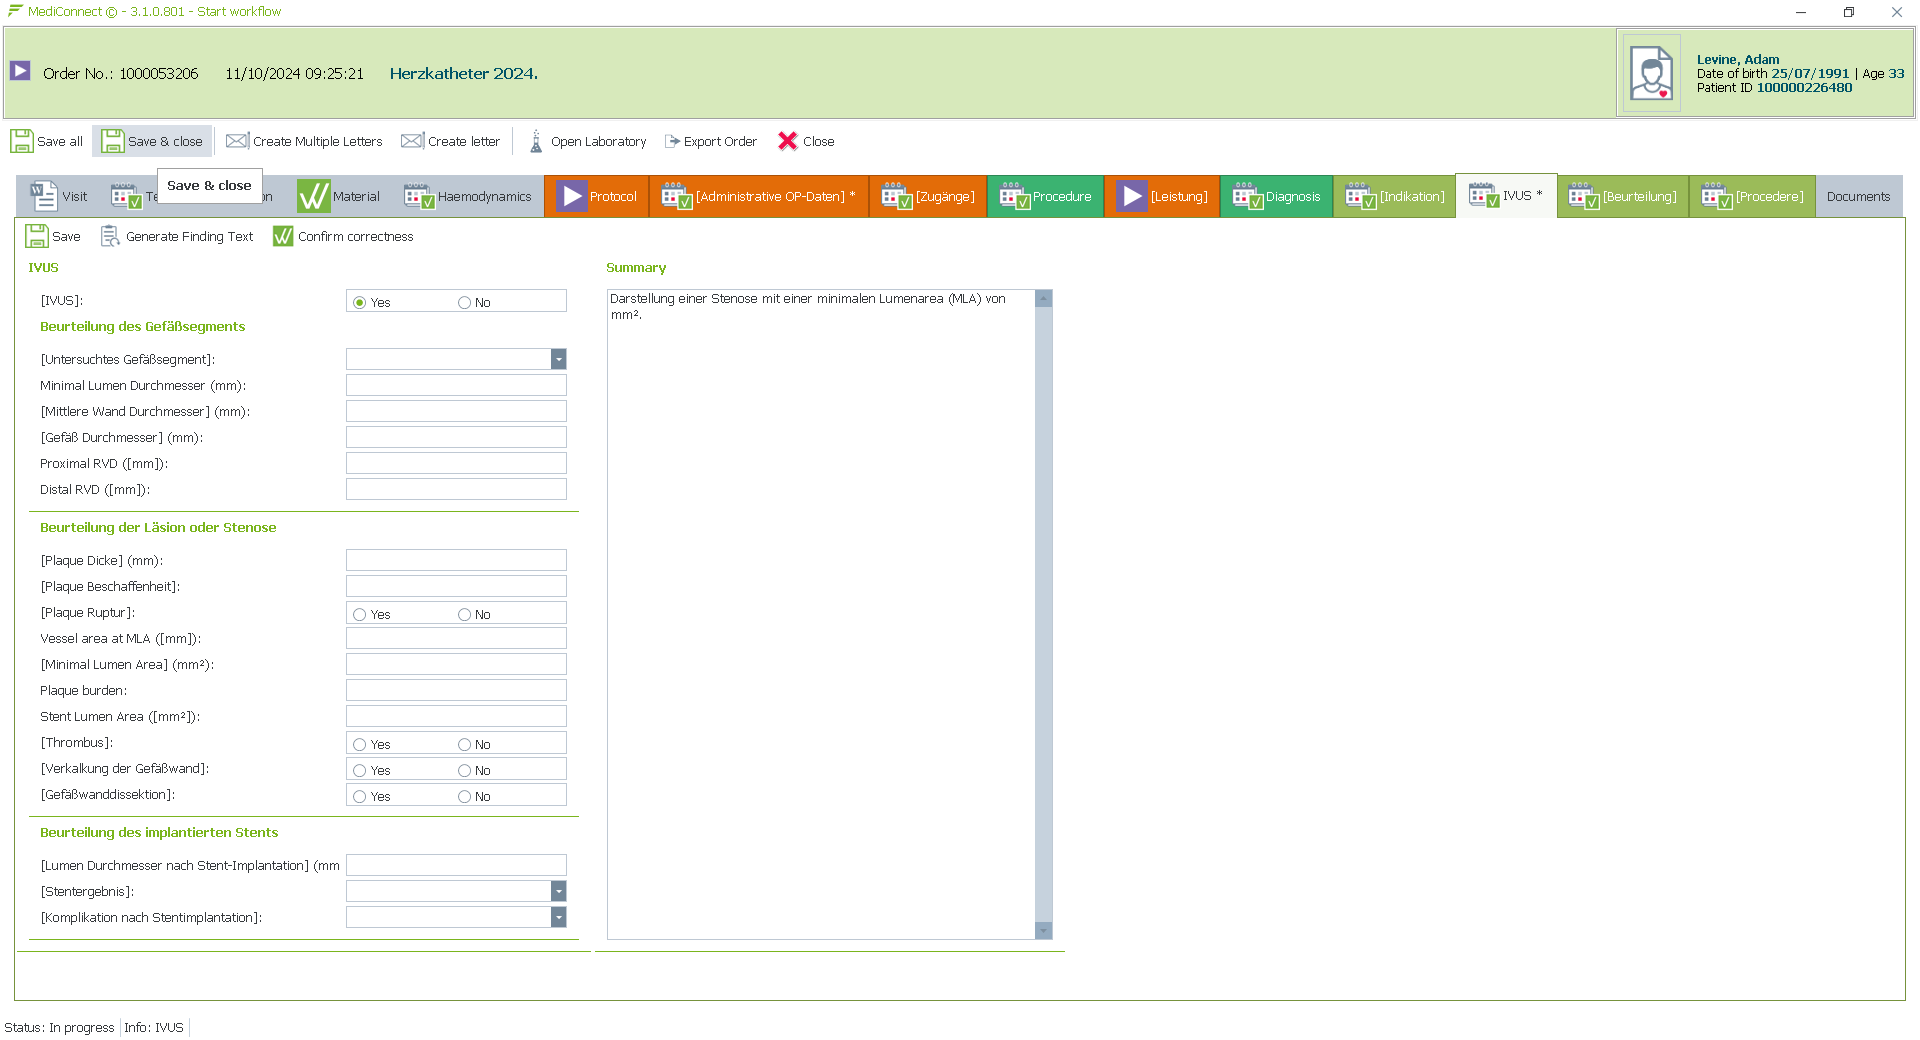 MediConnect © - 3.1.0.801 - Start workflow
Order No.: 1000053206 11/10/2024 09:25:21 Herzkatheter 2024.
Levine, Adam
Date of birth 25/07/1991 | Age 33
Patient ID 100000226480
Save all Save & close Create Multiple Letters Create letter Open Laboratory Export Order Close
Save & close
Visit Material Haemodynamics Protocol [Administrative OP-Daten] * [Zugänge] Procedure [Leistung] Diagnosis [Indikation] IVUS * [Beurteilung] [Procedere] Documents
Save Generate Finding Text Confirm correctness
IVUS
[IVUS]: Yes No
Beurteilung des Gefäßsegments
[Untersuchtes Gefäßsegment]:
Minimal Lumen Durchmesser (mm):
[Mittlere Wand Durchmesser] (mm):
[Gefäß Durchmesser] (mm):
Proximal RVD ([mm]):
Distal RVD ([mm]):
Beurteilung der Läsion oder Stenose
[Plaque Dicke] (mm):
[Plaque Beschaffenheit]:
[Plaque Ruptur]: Yes No
Vessel area at MLA ([mm]):
[Minimal Lumen Area] (mm²):
Plaque burden:
Stent Lumen Area ([mm²]):
[Thrombus]: Yes No
[Verkalkung der Gefäßwand]: Yes No
[Gefäßwanddissektion]: Yes No
Beurteilung des implantierten Stents
[Lumen Durchmesser nach Stent-Implantation] (mm
[Stentergebnis]:
[Komplikation nach Stentimplantation]:
Summary
Darstellung einer Stenose mit einer minimalen Lumenarea (MLA) von
mm².
Status: In progress Info: IVUS